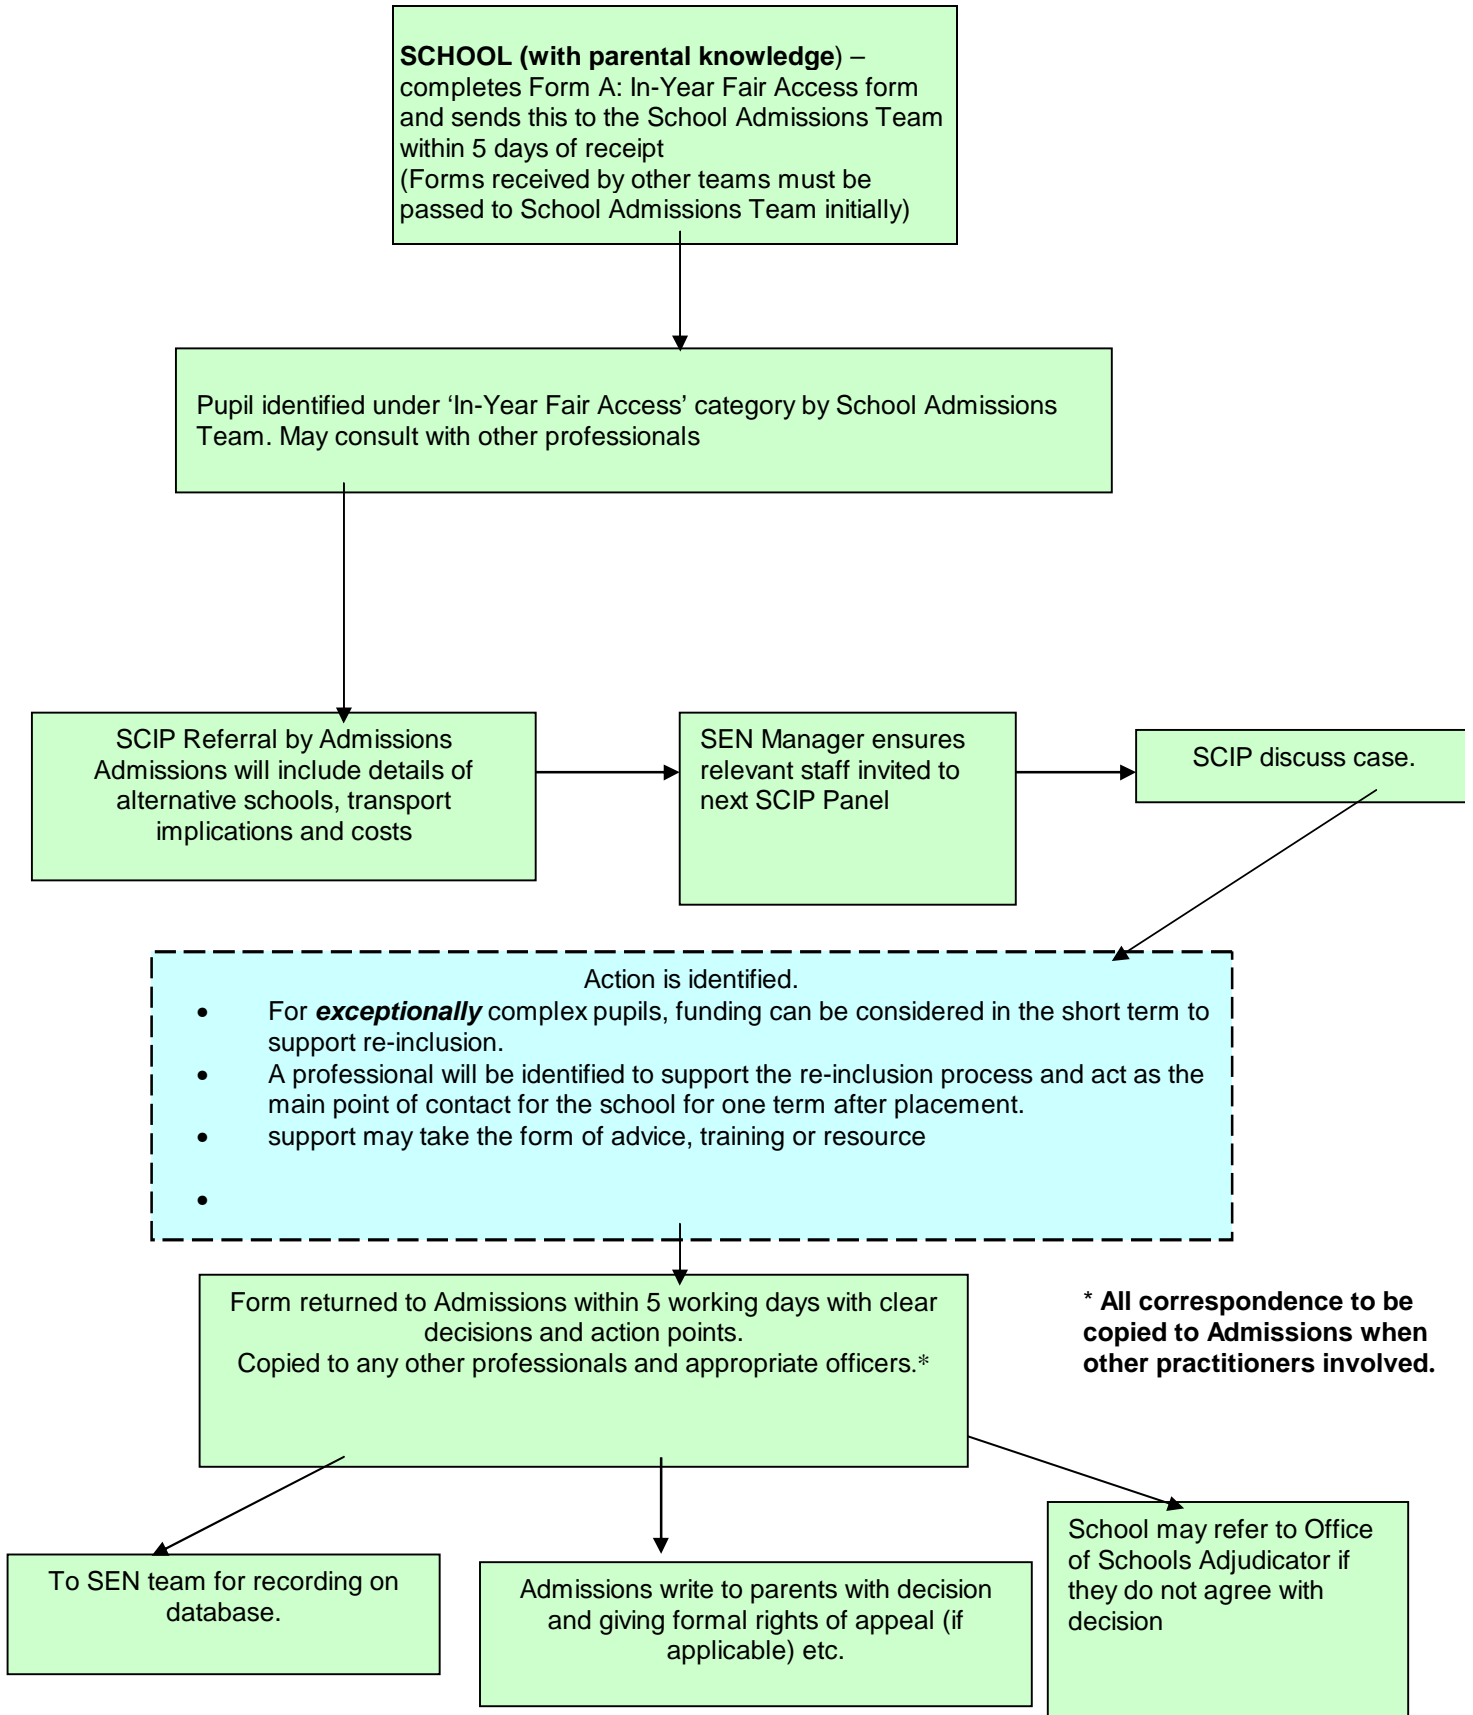 SCHOOL (with parental knowledge) –
completes Form A: In-Year Fair Access form
and sends this to the School Admissions Team
within 5 days of receipt
(Forms received by other teams must be
passed to School Admissions Team initially)
Pupil identified under ‘In-Year Fair Access’ category by School Admissions
Team. May consult with other professionals
SCIP Referral by Admissions
Admissions will include details of
alternative schools, transport
implications and costs
SEN Manager ensures
relevant staff invited to
next SCIP Panel
SCIP discuss case.
Action is identified.
• For exceptionally complex pupils, funding can be considered in the short term to
support re-inclusion.
• A professional will be identified to support the re-inclusion process and act as the
main point of contact for the school for one term after placement.
• support may take the form of advice, training or resource
•
Form returned to Admissions within 5 working days with clear
decisions and action points.
Copied to any other professionals and appropriate officers.*
* All correspondence to be
copied to Admissions when
other practitioners involved.
To SEN team for recording on
database.
Admissions write to parents with decision
and giving formal rights of appeal (if
applicable) etc.
School may refer to Office
of Schools Adjudicator if
they do not agree with
decision